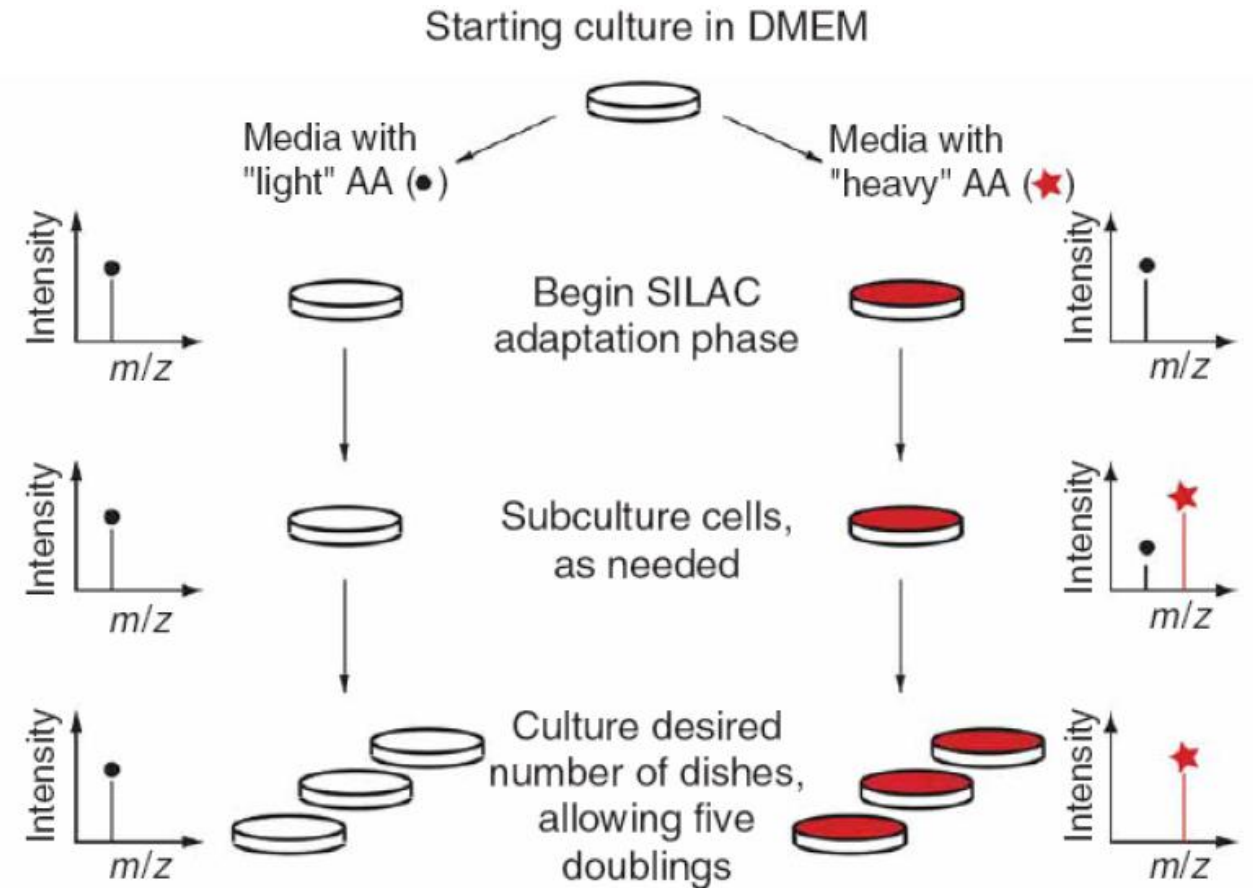 Starting culture in DMEM
Media with
"light" AA (●)
Media with
"heavy" AA (★)
Intensity
m/z
Begin SILAC
adaptation phase
Intensity
m/z
Intensity
m/z
Subculture cells,
as needed
Intensity
m/z
Intensity
m/z
Culture desired
number of dishes,
allowing five
doublings
Intensity
m/z